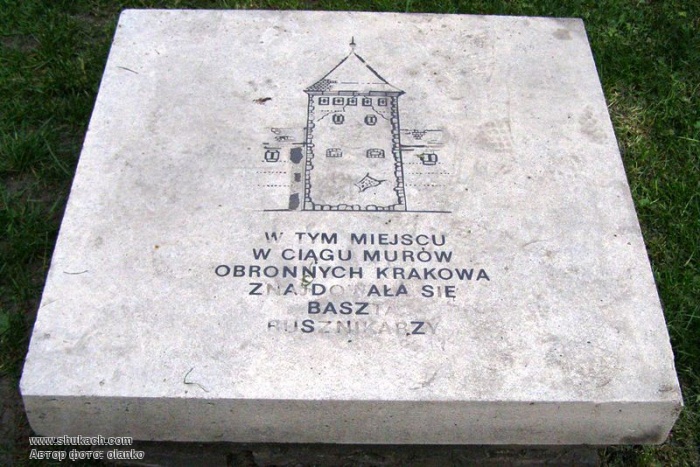 W TYM MIEJSCU
W CIĄGU MURÓW
OBRONNYCH KRAKOWA
ZNAJDOWAŁA SIĘ
BASZTA
RUSZNIKARZY
www.shukach.com
Автор фото: olanko